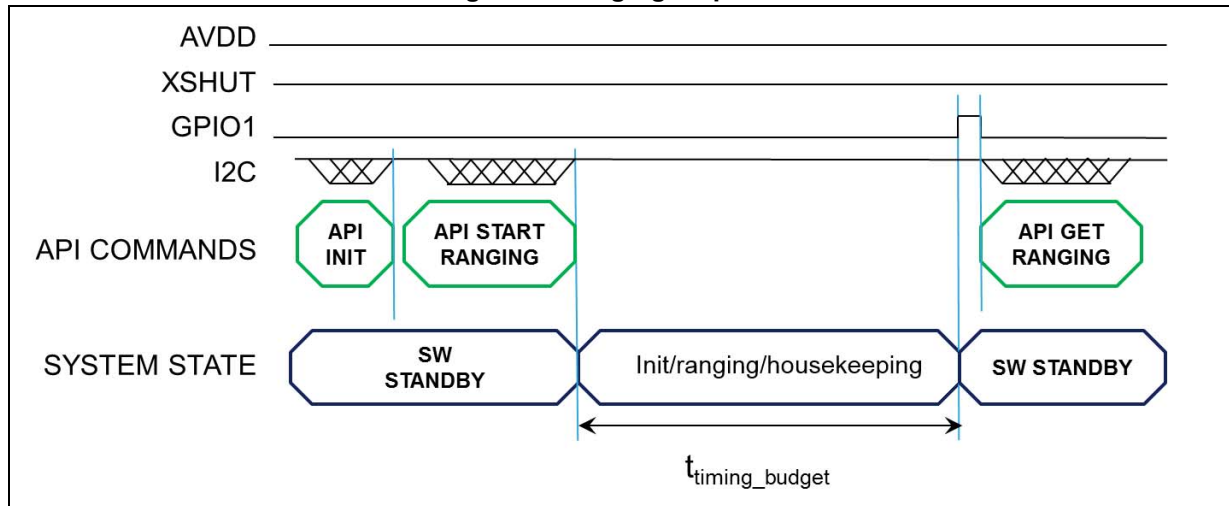 AVDD
XSHUT
GPIO1
I2C
API COMMANDS
API
INIT
API START
RANGING
API GET
RANGING
SYSTEM STATE
SW
STANDBY
Init/ranging/housekeeping
SW STANDBY
ttiming_budget